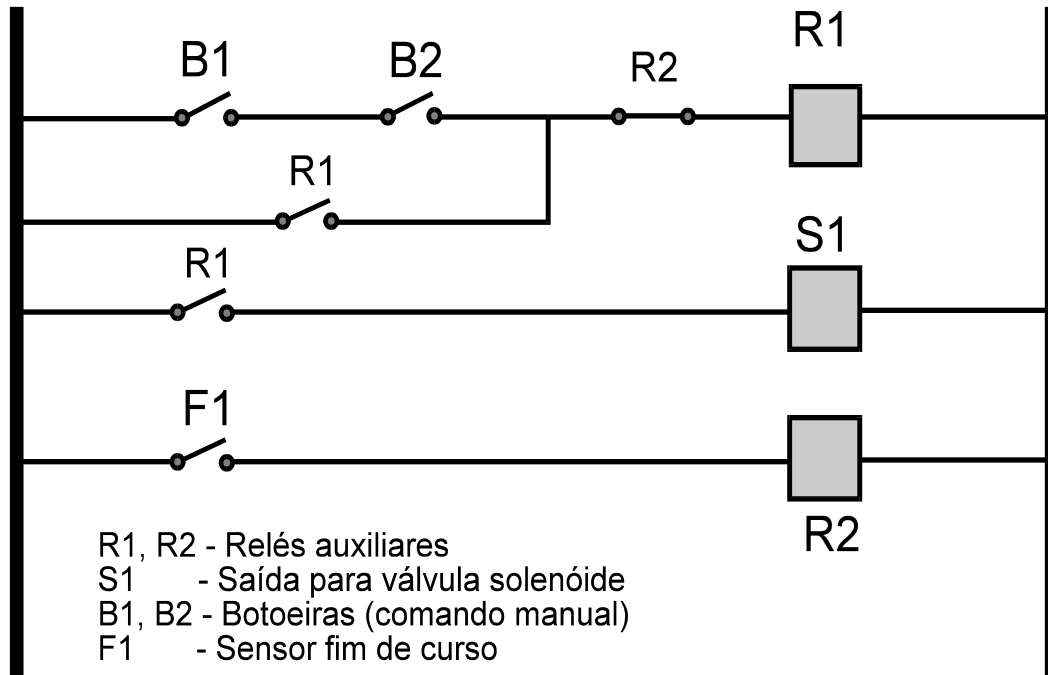 R1
B1
B2
R2
R1
S1
R1
F1
R2
R1, R2 - Relés auxiliares
S1 - Saída para válvula solenóide
B1, B2 - Botoeiras (comando manual)
F1 - Sensor fim de curso